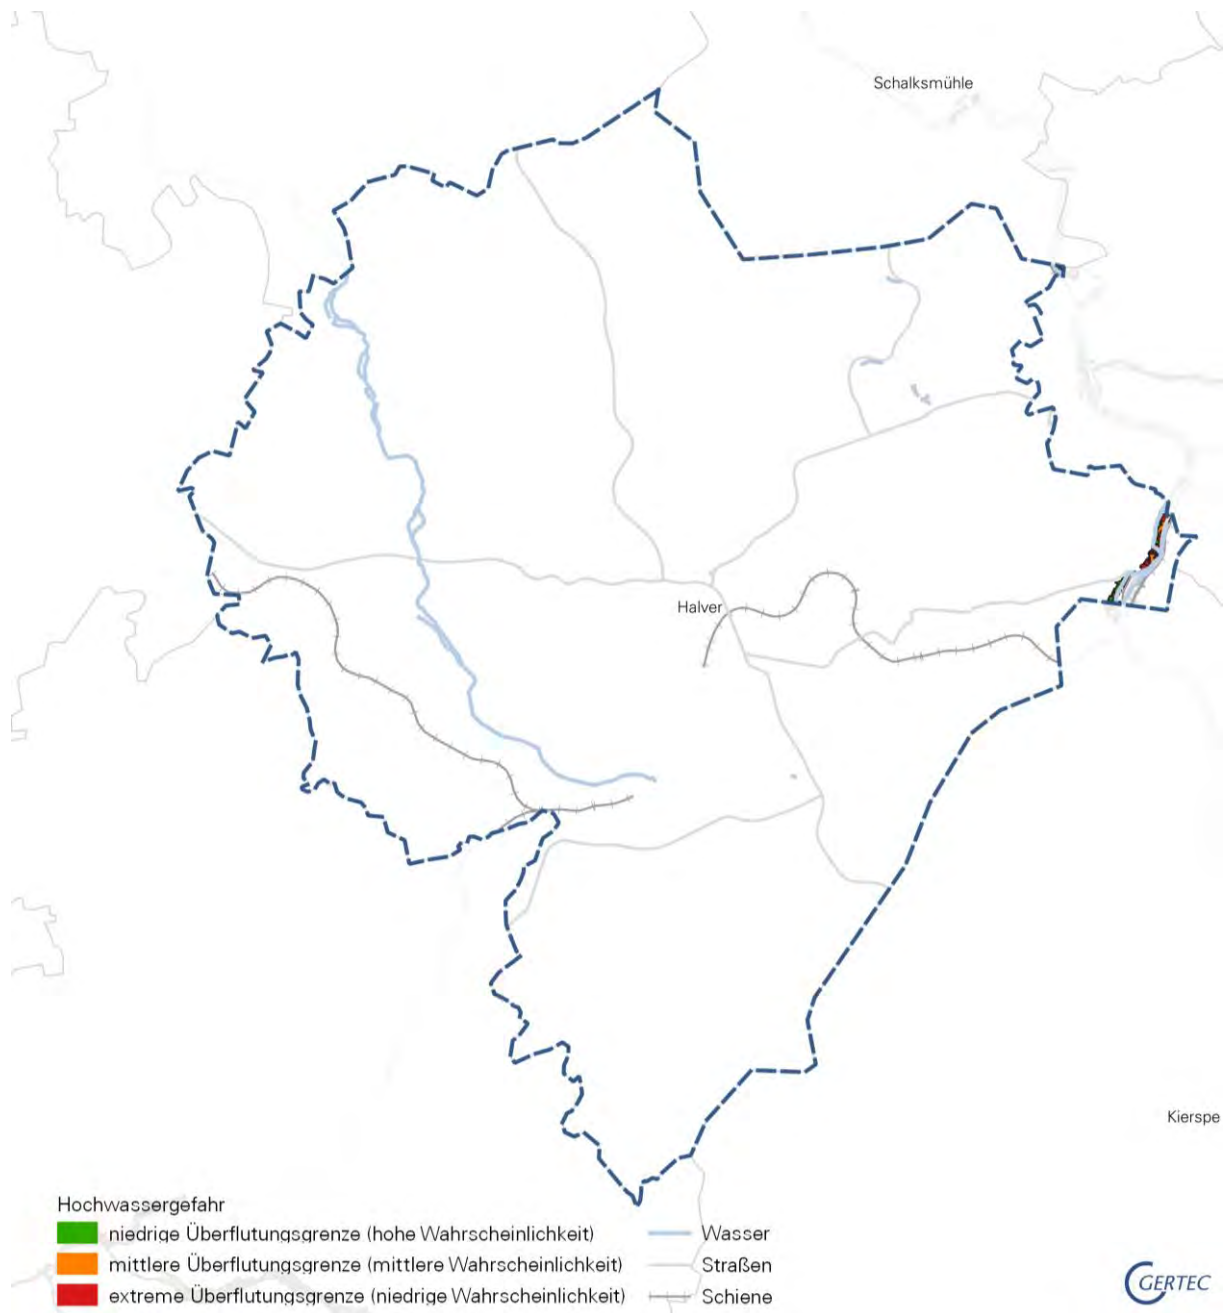 Schalksmühle
Halver
Kierspe
Hochwassergefahr
niedrige Überflutungsgrenze (hohe Wahrscheinlichkeit)
mittlere Überflutungsgrenze (mittlere Wahrscheinlichkeit)
extreme Überflutungsgrenze (niedrige Wahrscheinlichkeit)
Wasser
Straßen
Schiene
GERTEC